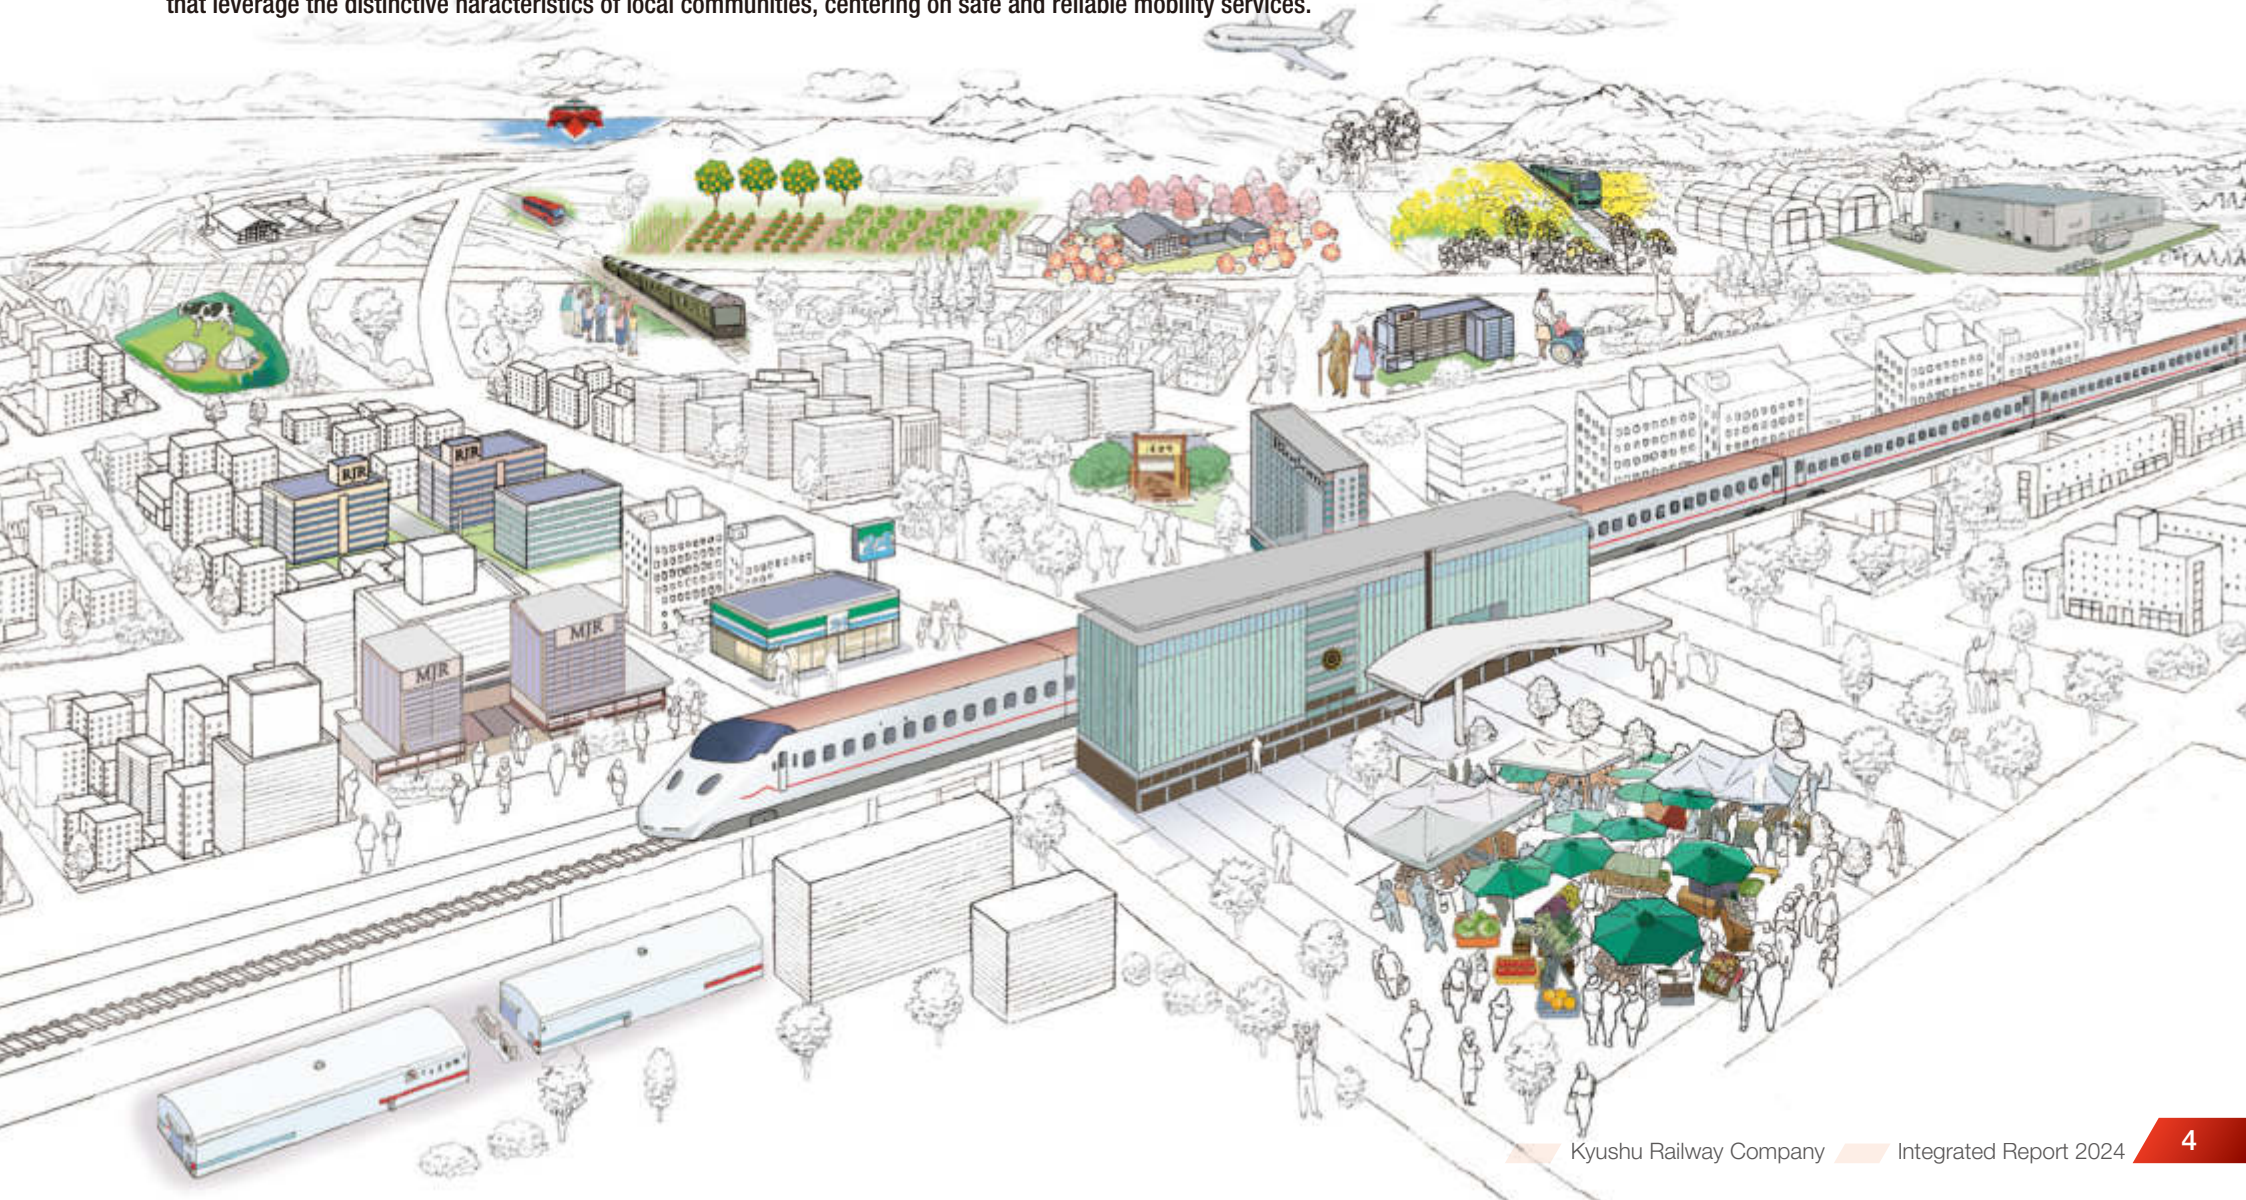 that leverage the distinctive naracteristics of local communities, centering on safe and reliable mobility services.
RJR
RJR
MJR
MJR
Kyushu Railway Company
Integrated Report 2024
4